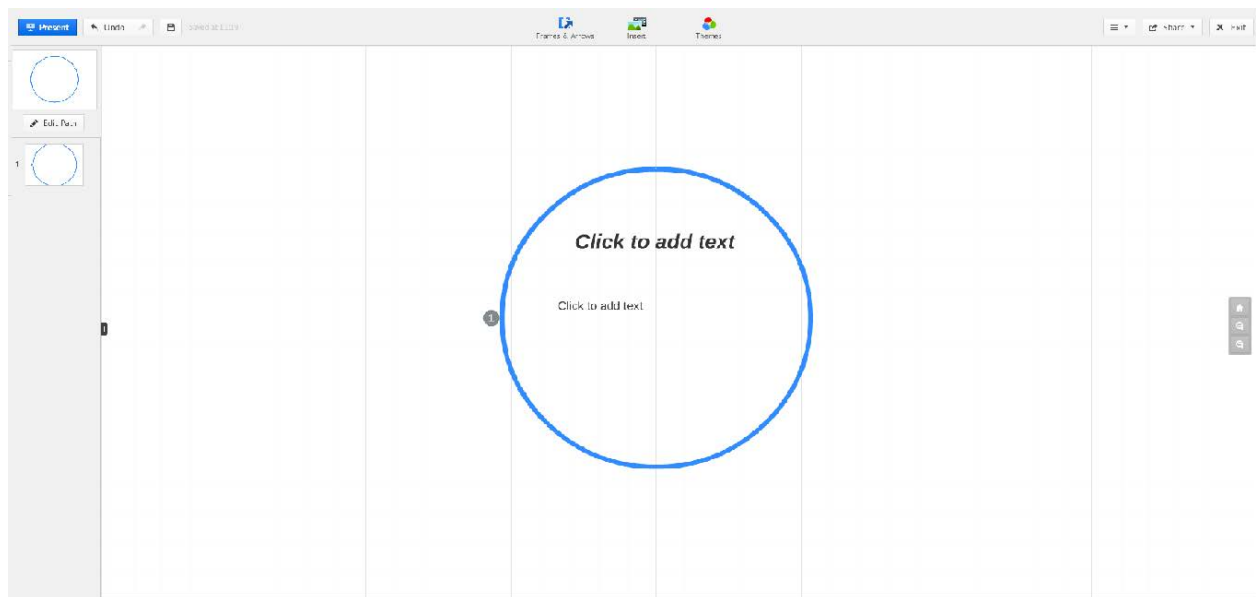 Present
Undo
Frames & Arrows
Insert
Themes
Share
Exit
Edit Path
1
Click to add text
Click to add text
1